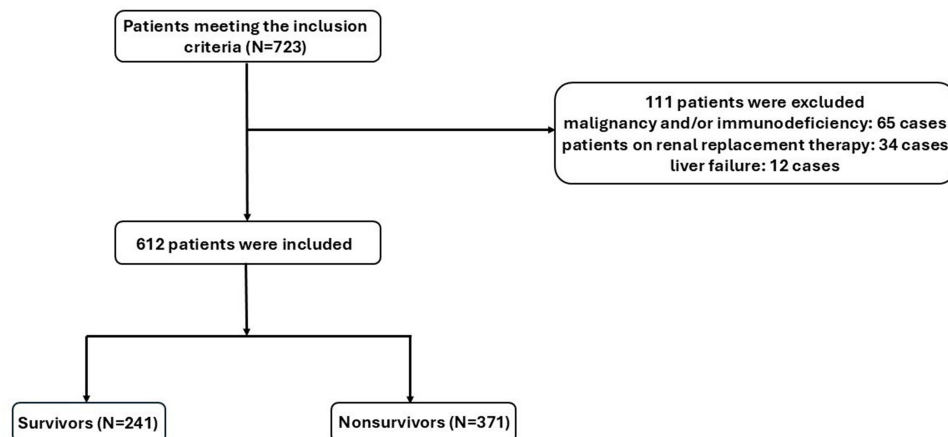 Patients meeting the inclusion
criteria (N=723)
111 patients were excluded
malignancy and/or immunodeficiency: 65 cases
patients on renal replacement therapy: 34 cases
liver failure: 12 cases
612 patients were included
Survivors (N=241)
Nonsurvivors (N=371)